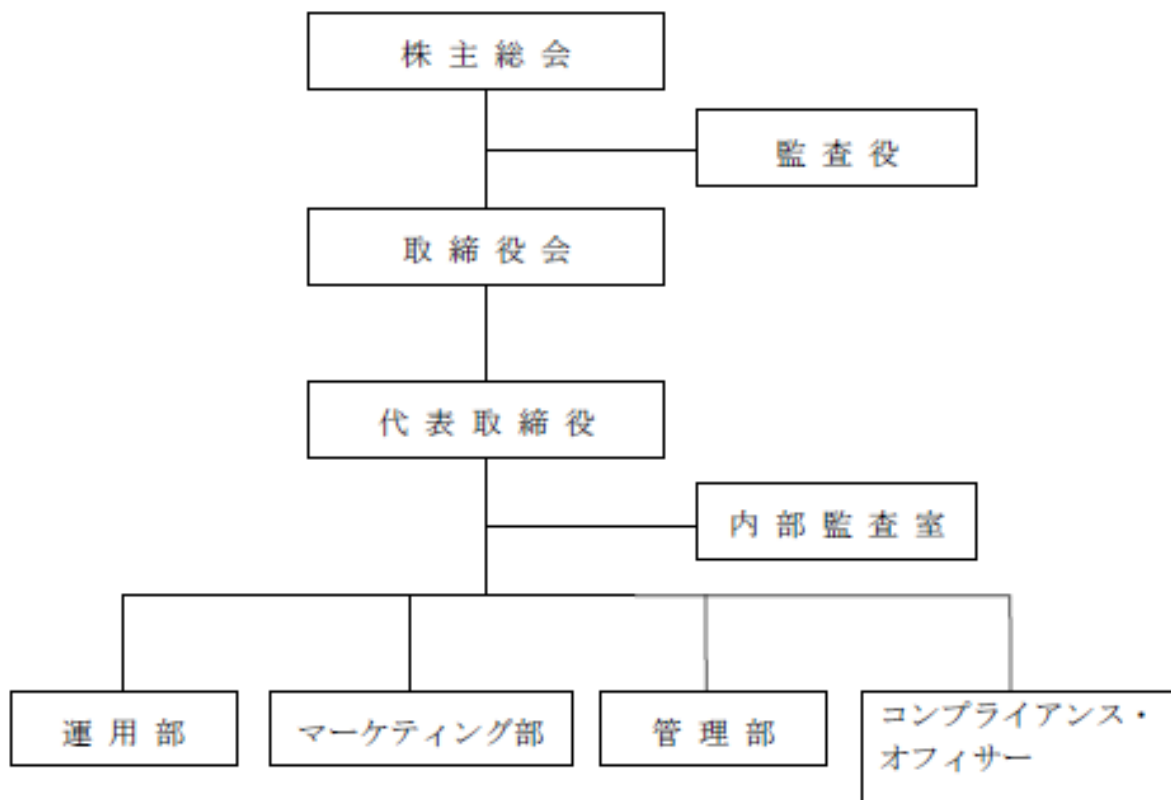 株主総会
監査役
取締役会
代表取締役
内部監査室
運用部
マーケティング部
管理部
コンプライアンス・
オフィサー